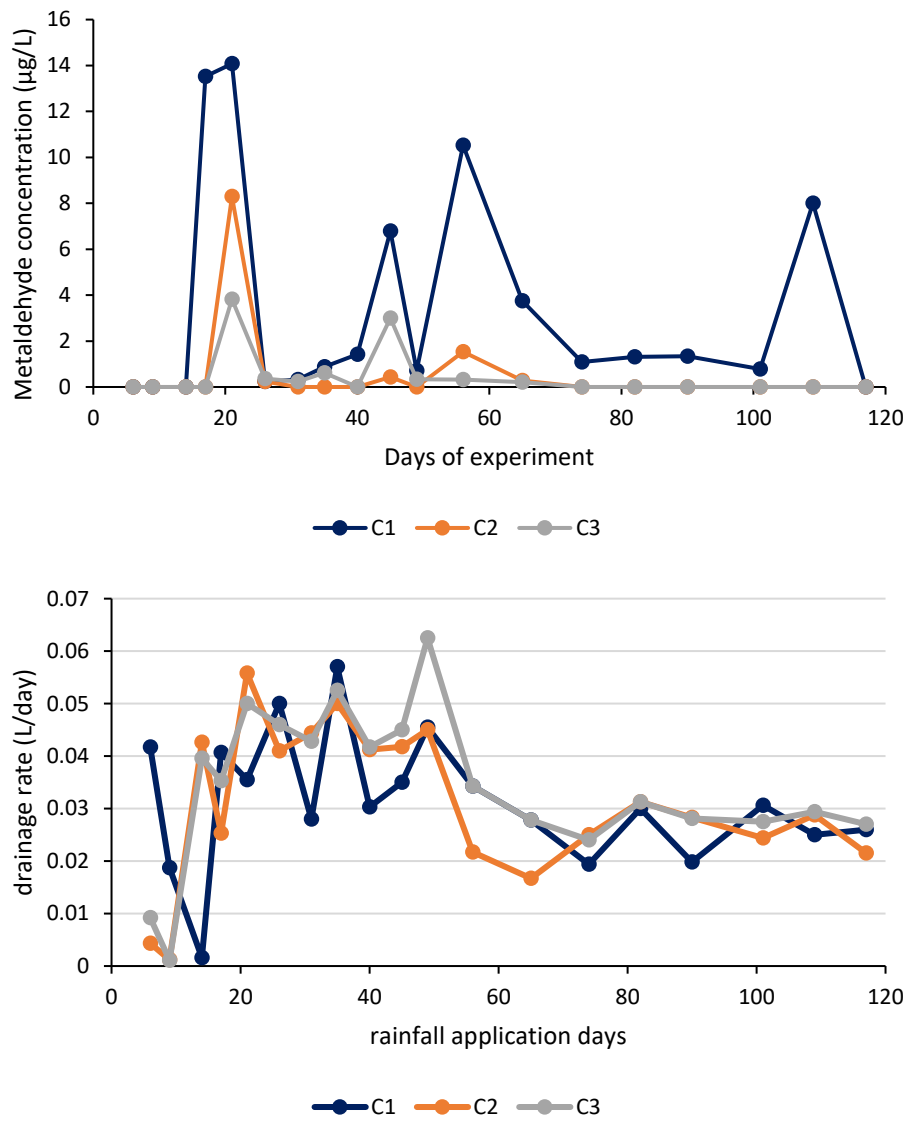 Metaldehyde concentration (µg/L)
16
14
12
10
8
6
4
2
0
0 20 40 60 80 100 120
Days of experiment
C1 C2 C3
drainage rate (L/day)
0.07
0.06
0.05
0.04
0.03
0.02
0.01
0
0 20 40 60 80 100 120
rainfall application days
C1 C2 C3